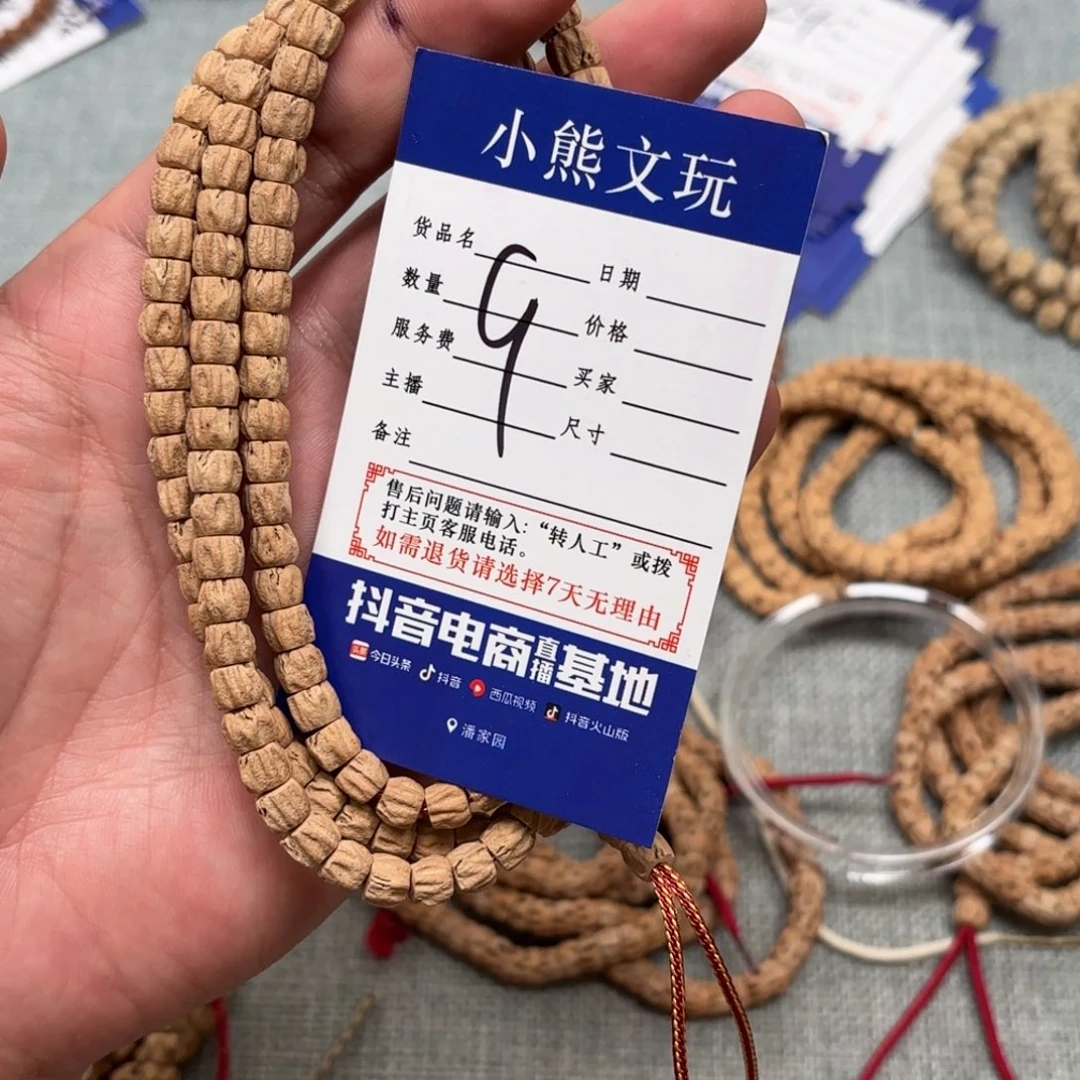 小熊文玩
货品名 日期
数量 9 价格
服务费 买家
主播 尺寸
备注
售后问题请输入：“转人工”或拨
打主页客服电话。
如需退货请选择7天无理由
抖音电商直播基地
头条 今日头条 抖音 西瓜视频 抖音火山版
潘家园